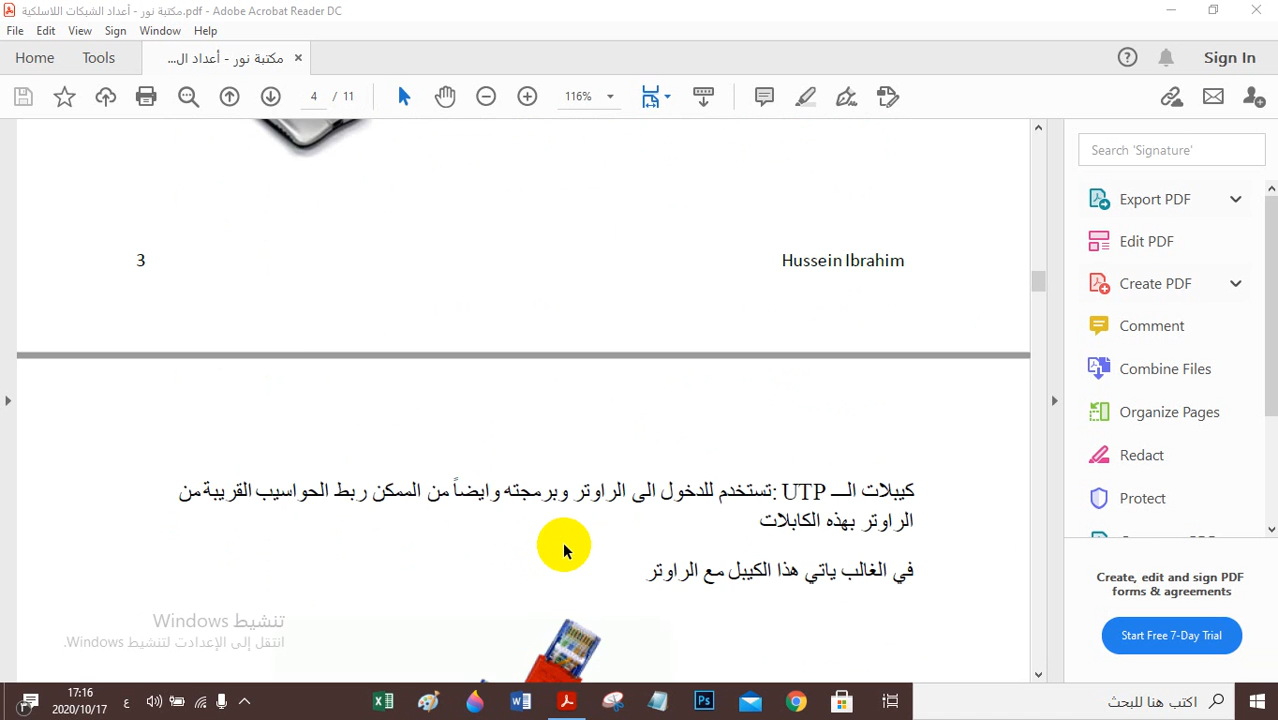 مكتبة نور - أعداد الشبكات اللاسلكية.pdf - Adobe Acrobat Reader DC
File Edit View Sign Window Help
Home Tools مكتبة نور - أعداد ال... × Sign In
4 / 11 116%
Search 'Signature'
Export PDF
Edit PDF
Create PDF
Comment
Combine Files
Organize Pages
Redact
Protect
3 Hussein Ibrahim
كيبلات الـــ UTP :تستخدم للدخول الى الراوتر وبرمجته وايضاً من الممكن ربط الحواسيب القريبة من
الراوتر بهذه الكابلات
في الغالب ياتي هذا الكيبل مع الراوتر
تنشيط Windows
انتقل إلى الإعدادت لتنشيط Windows.
Create, edit and sign PDF
forms & agreements
Start Free 7-Day Trial
17:16
2020/10/17
ع
اكتب هنا للبحث